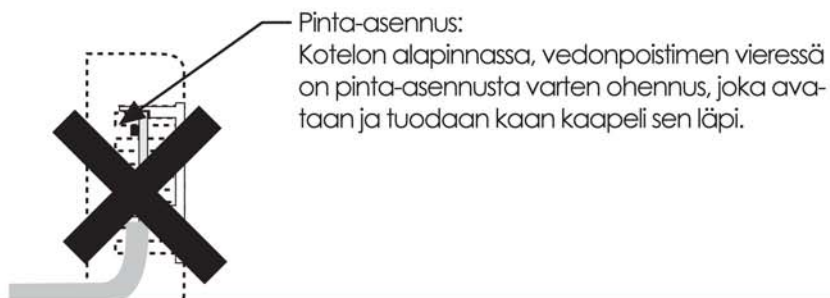 Pinta-asennus:
Kotelon alapinnassa, vedonpoistimen vieressä
on pinta-asennusta varten ohennus, joka ava-
taan ja tuodaan kaan kaapeli sen läpi.